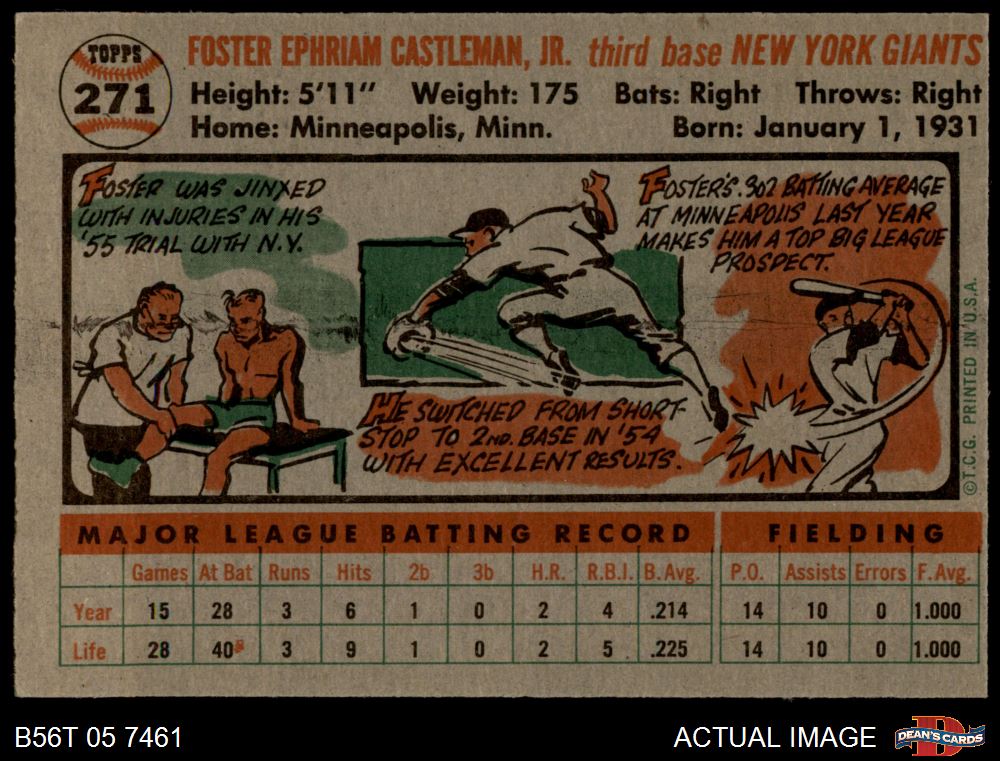 TOPPS
271
FOSTER EPHRIAM CASTLEMAN, JR. third base NEW YORK GIANTS
Height: 5'11" Weight: 175 Bats: Right Throws: Right
Home: Minneapolis, Minn. Born: January 1, 1931
FOSTER WAS JINXED
WITH INJURIES IN HIS
'55 TRIAL WITH N.Y.
HE SWITCHED FROM SHORT-
STOP TO 2ND. BASE IN '54
WITH EXCELLENT RESULTS.
FOSTER'S .302 BATTING AVERAGE
AT MINNEAPOLIS LAST YEAR
MAKES HIM A TOP BIG LEAGUE
PROSPECT.
©T.C.G. PRINTED IN U.S.A.
MAJOR LEAGUE BATTING RECORD FIELDING
Games At Bat Runs Hits 2b 3b H.R. R.B.I. B. Avg. P.O. Assists Errors F. Avg.
Year 15 28 3 6 1 0 2 4 .214 14 10 0 1.000
Life 28 40 3 9 1 0 2 5 .225 14 10 0 1.000
B56T 05 7461 ACTUAL IMAGE DEAN'S CARDS